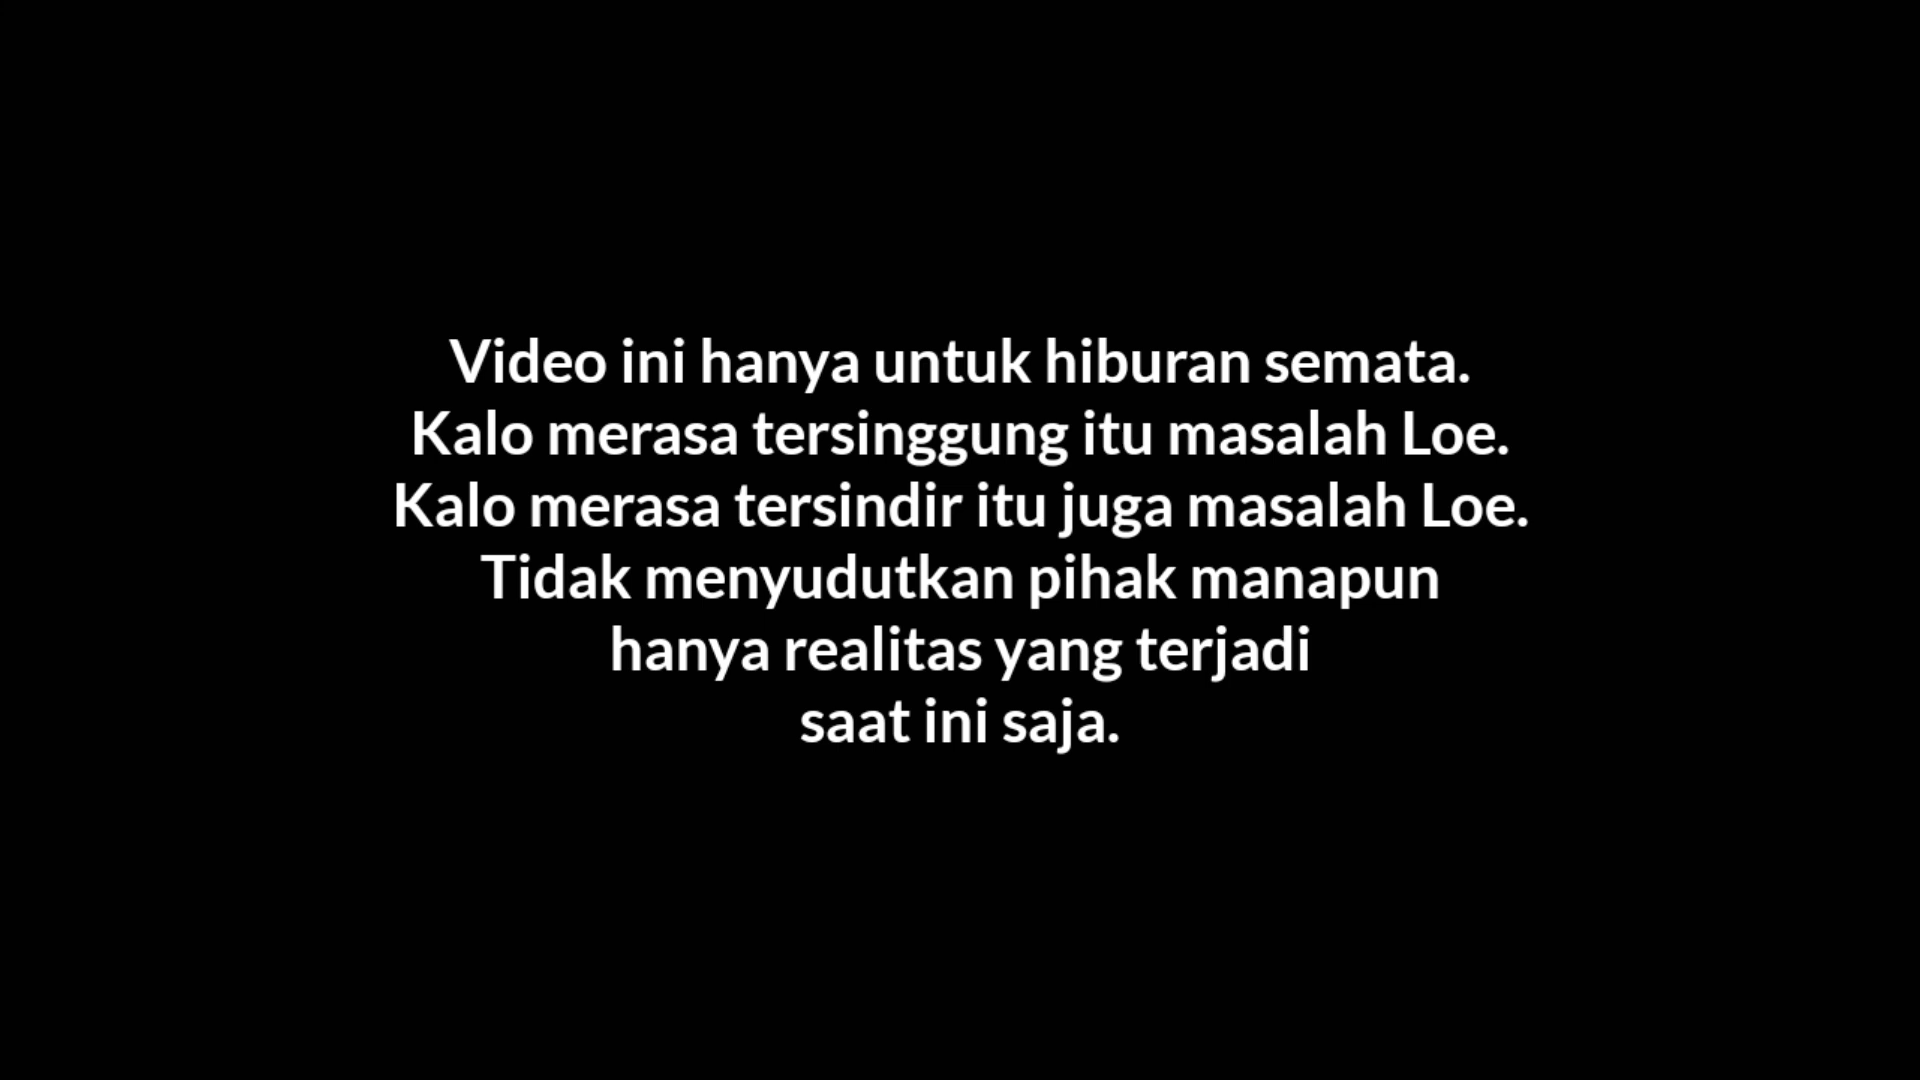 Video ini hanya untuk hiburan semata.
Kalo merasa tersinggung itu masalah Loe.
Kalo merasa tersindir itu juga masalah Loe.
Tidak menyudutkan pihak manapun
hanya realitas yang terjadi
saat ini saja.